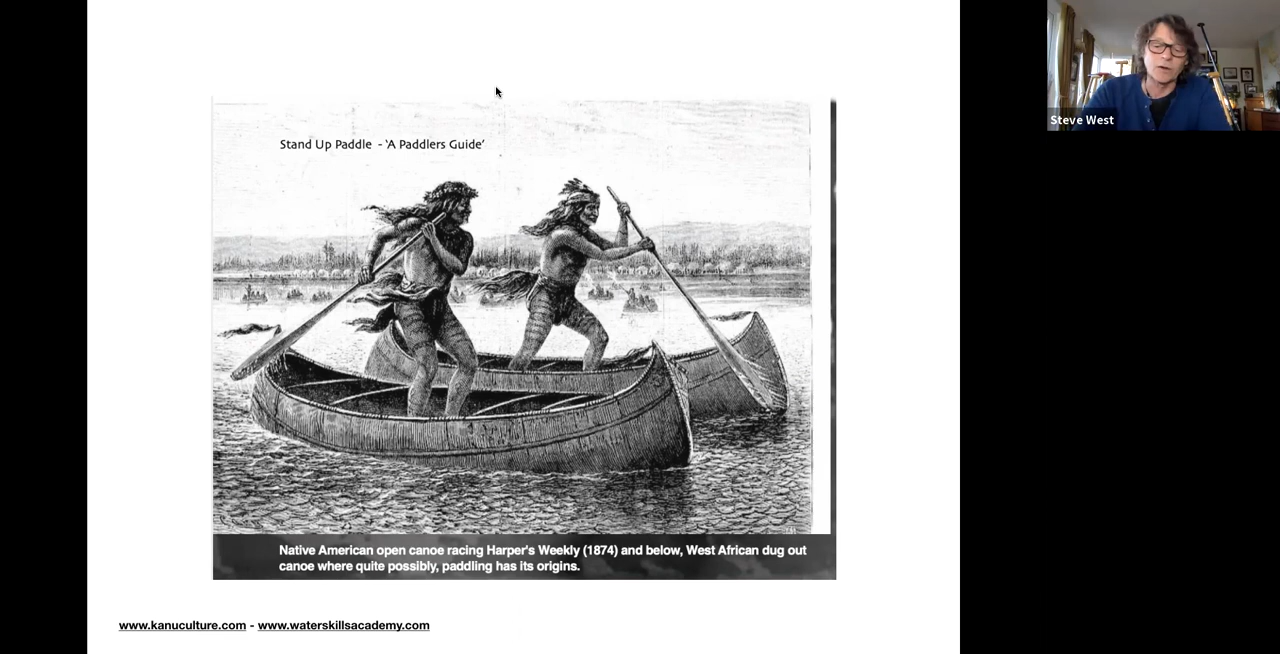 Steve West
Stand Up Paddle - ‘A Paddlers Guide’
Native American open canoe racing Harper's Weekly (1874) and below, West African dug out
canoe where quite possibly, paddling has its origins.
www.kanuculture.com - www.waterskillsacademy.com